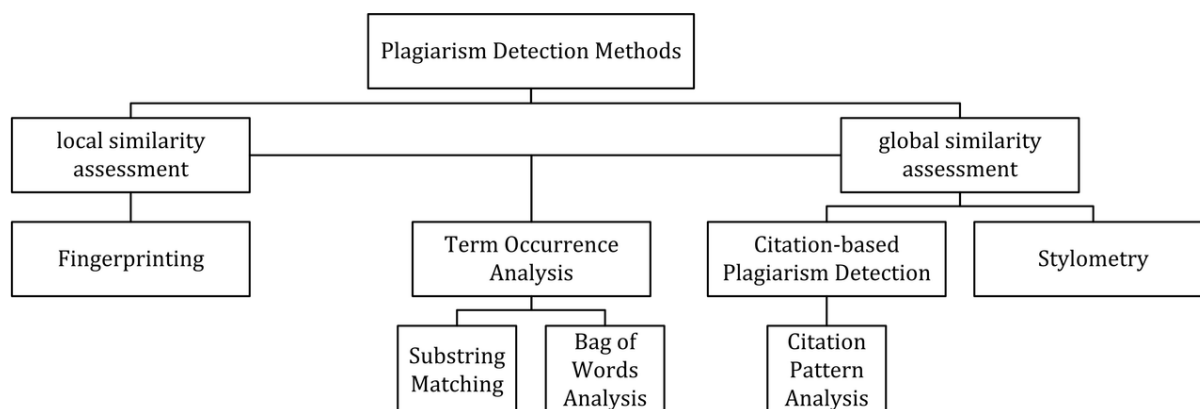 Plagiarism Detection Methods
local similarity
assessment
global similarity
assessment
Fingerprinting
Term Occurrence
Analysis
Citation-based
Plagiarism Detection
Stylometry
Substring
Matching
Bag of
Words
Analysis
Citation
Pattern
Analysis